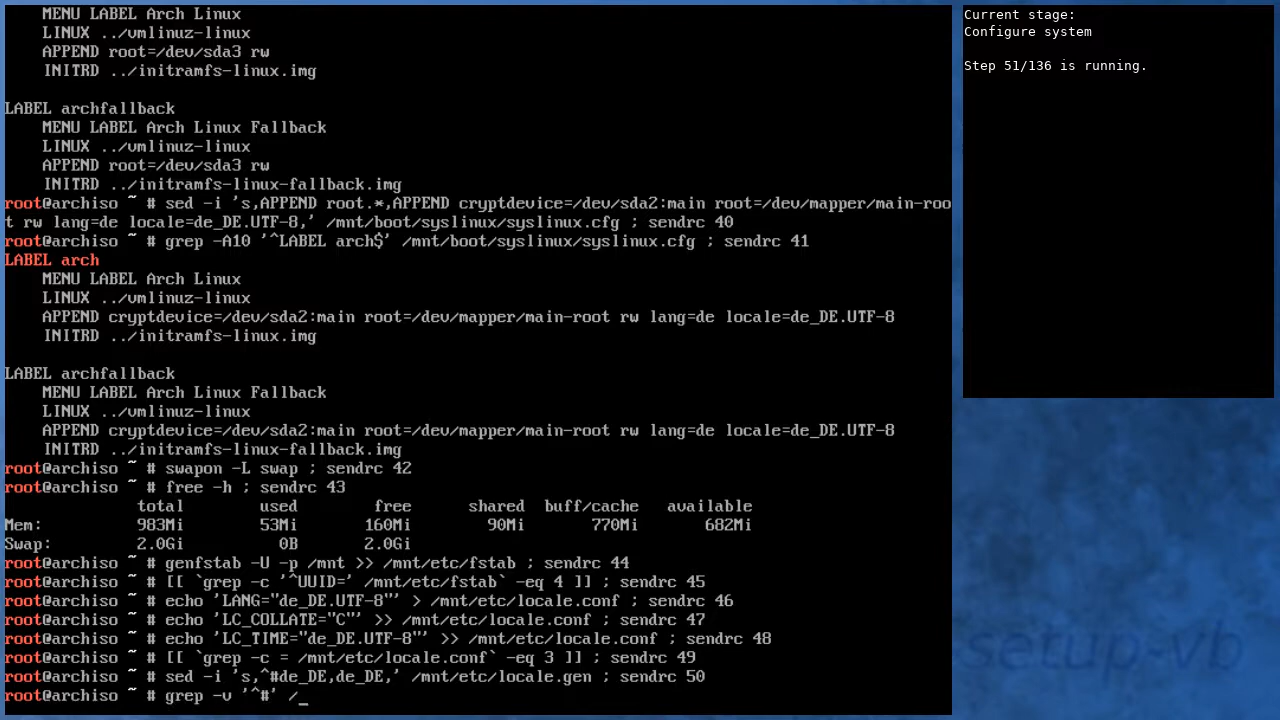 MENU LABEL Arch Linux
    LINUX ../vmlinuz-linux
    APPEND root=/dev/sda3 rw
    INITRD ../initramfs-linux.img

LABEL archfallback
    MENU LABEL Arch Linux Fallback
    LINUX ../vmlinuz-linux
    APPEND root=/dev/sda3 rw
    INITRD ../initramfs-linux-fallback.img
root@archiso ~ # sed -i 's,APPEND root.*,APPEND cryptdevice=/dev/sda2:main root=/dev/mapper/main-roo
t rw lang=de locale=de_DE.UTF-8,' /mnt/boot/syslinux/syslinux.cfg ; sendrc 40
root@archiso ~ # grep -A10 '^LABEL arch$' /mnt/boot/syslinux/syslinux.cfg ; sendrc 41
LABEL arch
    MENU LABEL Arch Linux
    LINUX ../vmlinuz-linux
    APPEND cryptdevice=/dev/sda2:main root=/dev/mapper/main-root rw lang=de locale=de_DE.UTF-8
    INITRD ../initramfs-linux.img

LABEL archfallback
    MENU LABEL Arch Linux Fallback
    LINUX ../vmlinuz-linux
    APPEND cryptdevice=/dev/sda2:main root=/dev/mapper/main-root rw lang=de locale=de_DE.UTF-8
    INITRD ../initramfs-linux-fallback.img
root@archiso ~ # swapon -L swap ; sendrc 42
root@archiso ~ # free -h ; sendrc 43
              total        used        free      shared  buff/cache   available
Mem:          983Mi        53Mi       160Mi        90Mi       770Mi       682Mi
Swap:         2.0Gi          0B       2.0Gi
root@archiso ~ # genfstab -U -p /mnt >> /mnt/etc/fstab ; sendrc 44
root@archiso ~ # [[ `grep -c '^UUID=' /mnt/etc/fstab` -eq 4 ]] ; sendrc 45
root@archiso ~ # echo 'LANG="de_DE.UTF-8"' > /mnt/etc/locale.conf ; sendrc 46
root@archiso ~ # echo 'LC_COLLATE="C"' >> /mnt/etc/locale.conf ; sendrc 47
root@archiso ~ # echo 'LC_TIME="de_DE.UTF-8"' >> /mnt/etc/locale.conf ; sendrc 48
root@archiso ~ # [[ `grep -c = /mnt/etc/locale.conf` -eq 3 ]] ; sendrc 49
root@archiso ~ # sed -i 's,^#de_DE,de_DE,' /mnt/etc/locale.gen ; sendrc 50
root@archiso ~ # grep -v '^#' /_
Current stage:
Configure system

Step 51/136 is running.
setup-vb